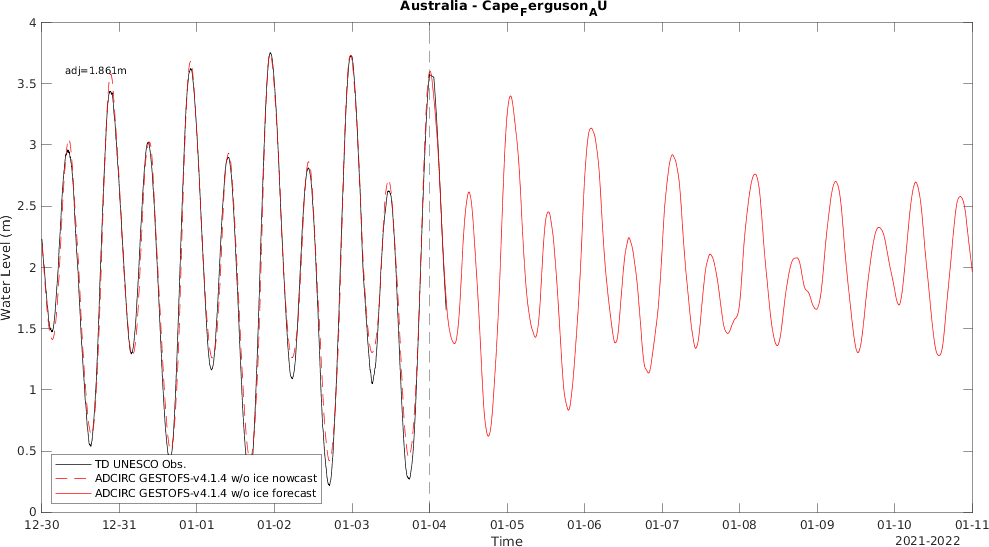 Australia - CapeFergusonAU
adj=1.861m
Water Level (m)
4
3.5
3
2.5
2
1.5
1
0.5
0
TD UNESCO Obs.
ADCIRC GESTOFS-v4.1.4 w/o ice nowcast
ADCIRC GESTOFS-v4.1.4 w/o ice forecast
12-30 12-31 01-01 01-02 01-03 01-04 01-05 01-06 01-07 01-08 01-09 01-10 01-11
Time
2021-2022